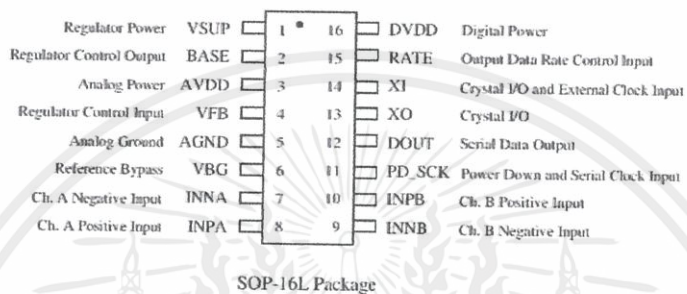 Regulator Power VSUP 1 16 DVDD Digital Power
Regulator Control Output BASE 2 15 RATE Output Data Rate Control Input
Analog Power AVDD 3 14 XI Crystal I/O and External Clock Input
Regulator Control Input VFB 4 13 XO Crystal I/O
Analog Ground AGND 5 12 DOUT Serial Data Output
Reference Bypass VBG 6 11 PD_SCK Power Down and Serial Clock Input
Ch. A Negative Input INNA 7 10 INPB Ch. B Positive Input
Ch. A Positive Input INPA 8 9 INNB Ch. B Negative Input
SOP-16L Package